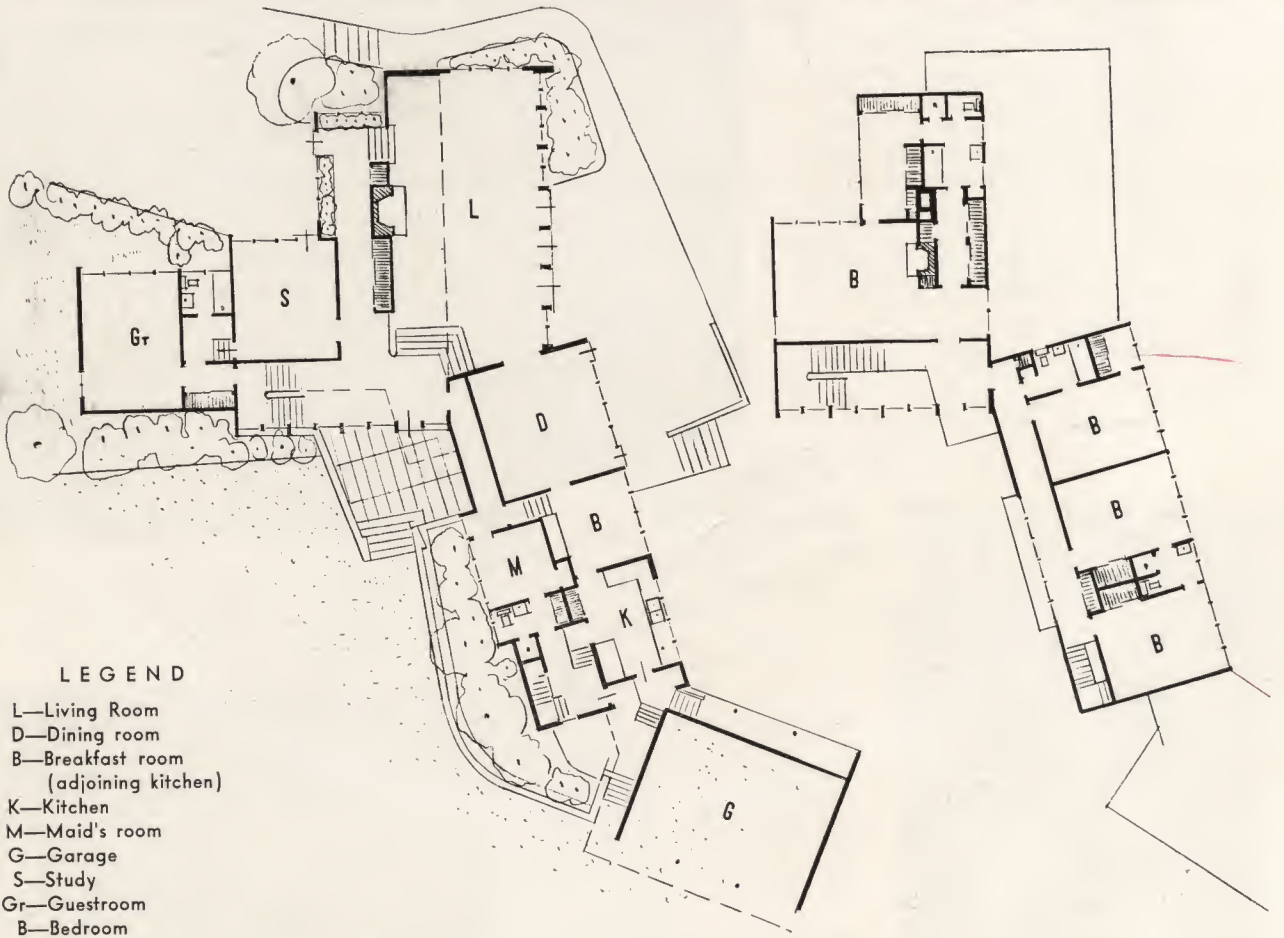 L
S
Gr
D
B
M
K
G
B
B
B
B
LEGEND
L—Living Room
D—Dining room
B—Breakfast room
(adjoining kitchen)
K—Kitchen
M—Maid's room
G—Garage
S—Study
Gr—Guestroom
B—Bedroom